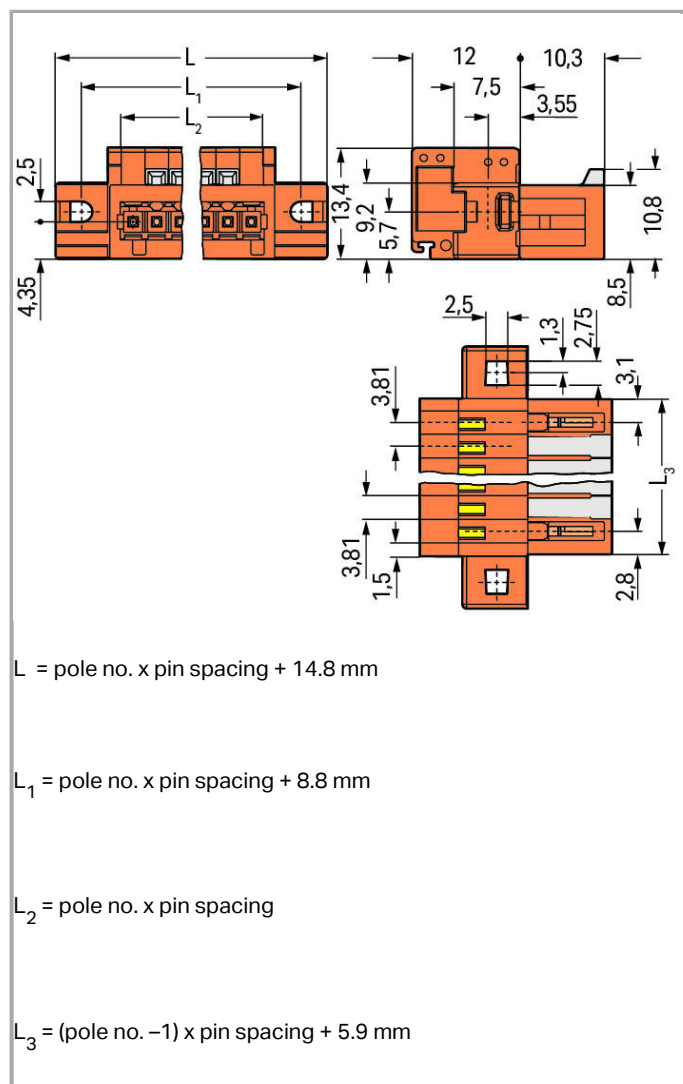 L
L1
L2
2,5
4,35
12
10,3
7,5
3,55
13,4
9,2
5,7
10,8
8,5
2,5
1,3
2,75
3,1
3,81
L3
3,81
1,5
2,8
L = pole no. x pin spacing + 14.8 mm
L1 = pole no. x pin spacing + 8.8 mm
L2 = pole no. x pin spacing
L3 = (pole no. –1) x pin spacing + 5.9 mm